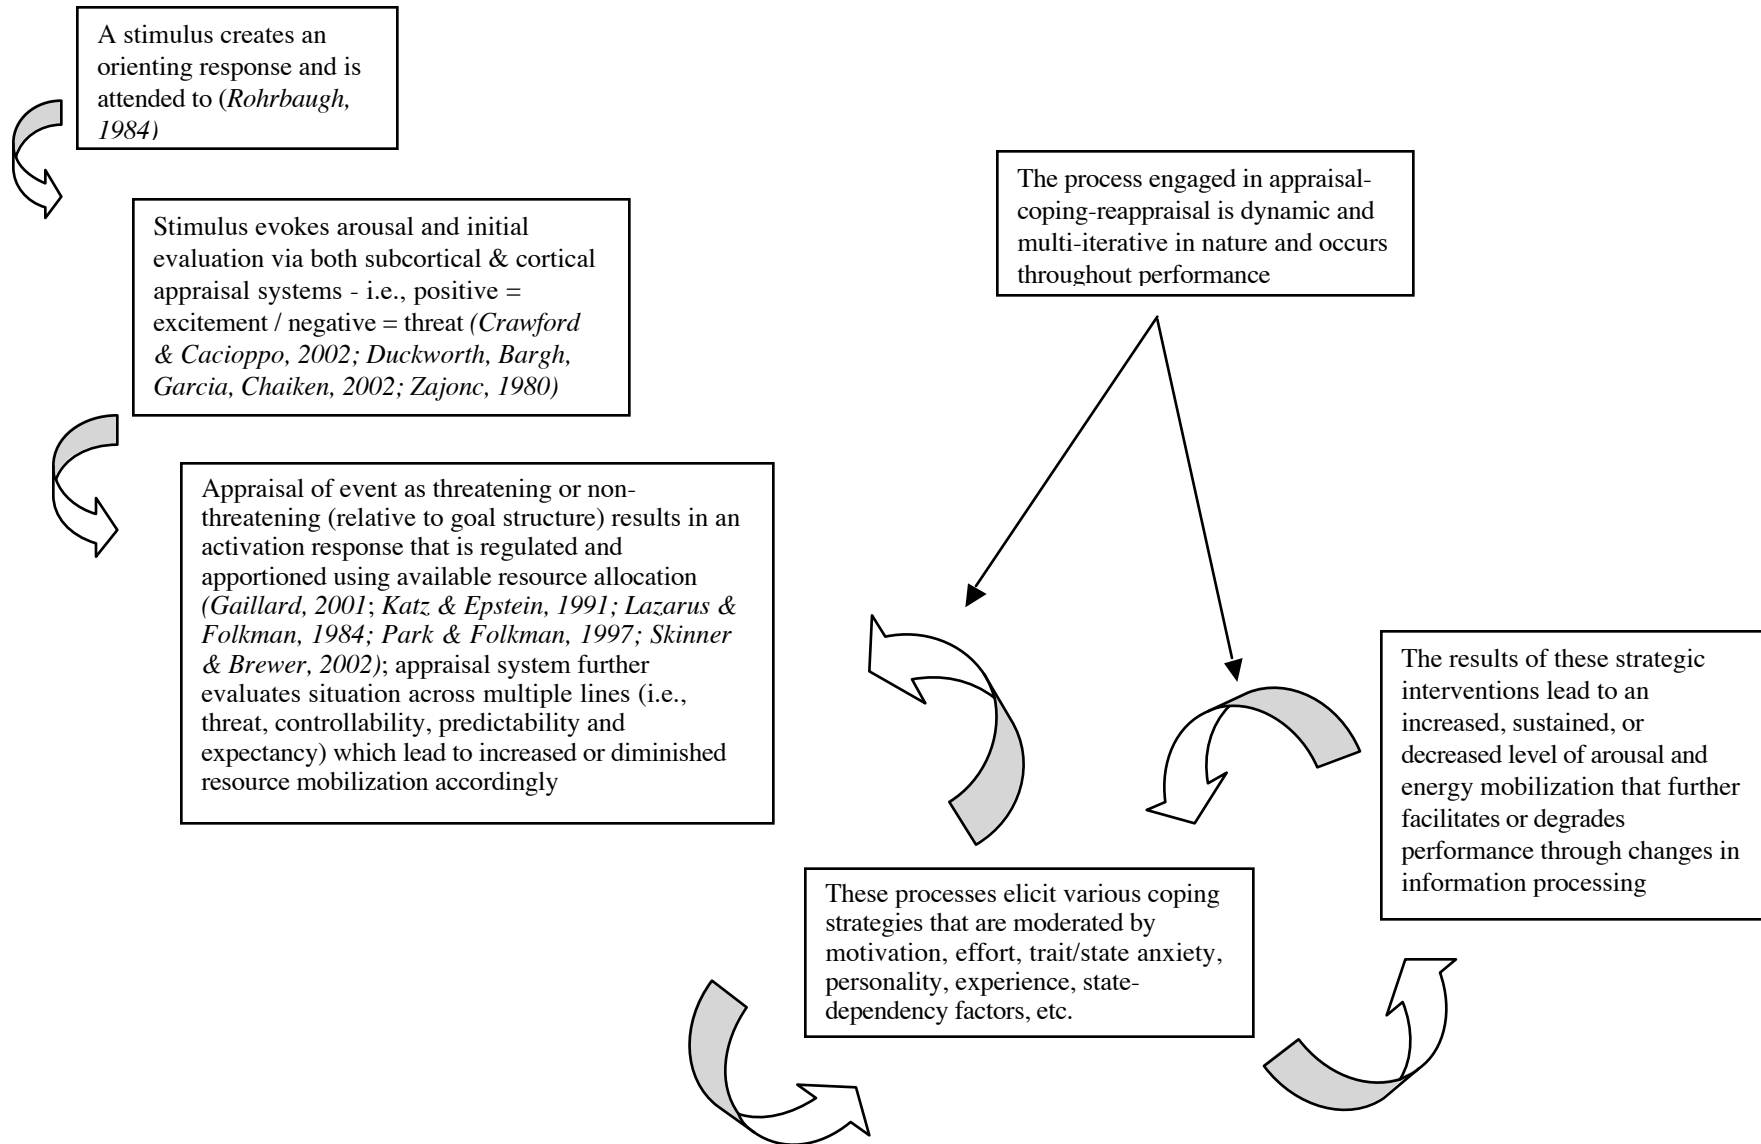 A stimulus creates an
orienting response and is
attended to (Rohrbaugh,
1984)
Stimulus evokes arousal and initial
evaluation via both subcortical & cortical
appraisal systems - i.e., positive =
excitement / negative = threat (Crawford
& Cacioppo, 2002; Duckworth, Bargh,
Garcia, Chaiken, 2002; Zajonc, 1980)
Appraisal of event as threatening or non-
threatening (relative to goal structure) results in an
activation response that is regulated and
apportioned using available resource allocation
(Gaillard, 2001; Katz & Epstein, 1991; Lazarus &
Folkman, 1984; Park & Folkman, 1997; Skinner
& Brewer, 2002); appraisal system further
evaluates situation across multiple lines (i.e.,
threat, controllability, predictability and
expectancy) which lead to increased or diminished
resource mobilization accordingly
The process engaged in appraisal-
coping-reappraisal is dynamic and
multi-iterative in nature and occurs
throughout performance
These processes elicit various coping
strategies that are moderated by
motivation, effort, trait/state anxiety,
personality, experience, state-
dependency factors, etc.
The results of these strategic
interventions lead to an
increased, sustained, or
decreased level of arousal and
energy mobilization that further
facilitates or degrades
performance through changes in
information processing